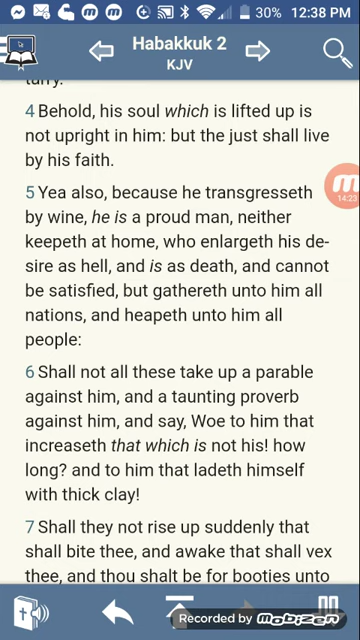 30% 12:38 PM
Habakkuk 2
KJV
tarry.
4 Behold, his soul which is lifted up is
not upright in him: but the just shall live
by his faith.
5 Yea also, because he transgresseth
by wine, he is a proud man, neither
keepeth at home, who enlargeth his de-
sire as hell, and is as death, and cannot
be satisfied, but gathereth unto him all
nations, and heapeth unto him all
people:
14:23
6 Shall not all these take up a parable
against him, and a taunting proverb
against him, and say, Woe to him that
increaseth that which is not his! how
long? and to him that ladeth himself
with thick clay!
7 Shall they not rise up suddenly that
shall bite thee, and awake that shall vex
thee, and thou shalt be for booties unto
Recorded by Mobizen